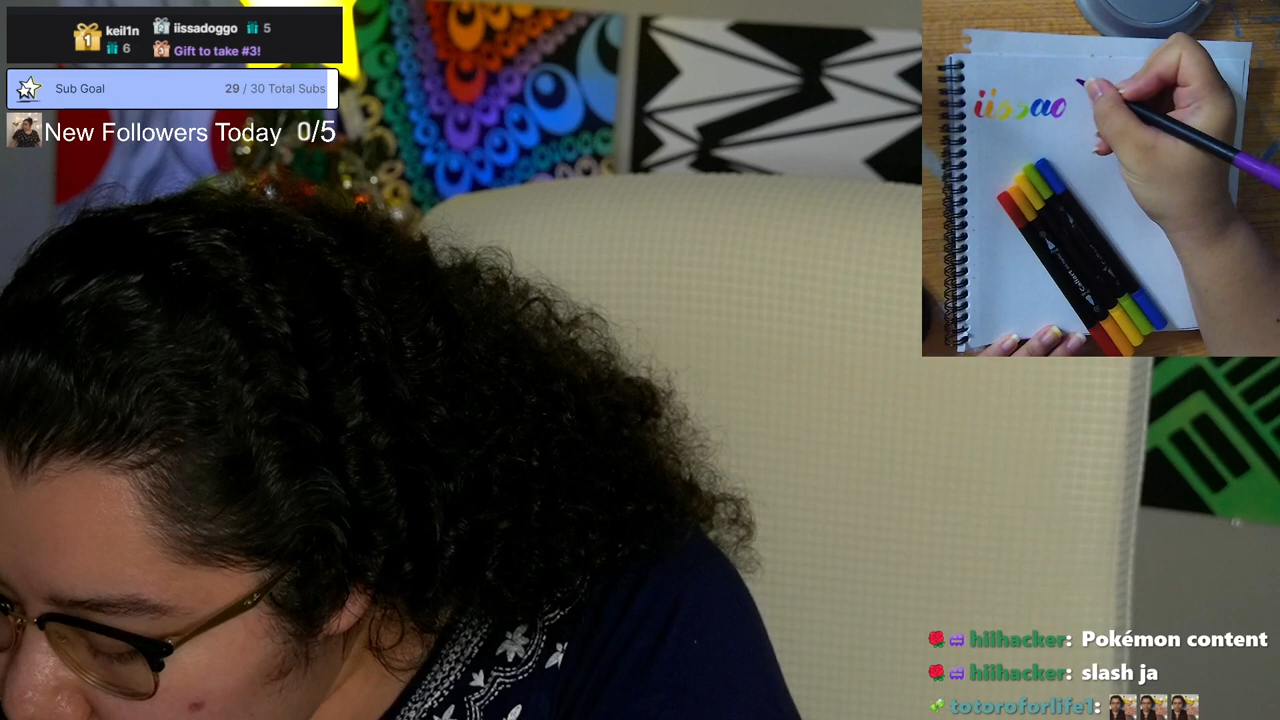 keil1n
6
iissadoggo 5
Gift to take #3!
Sub Goal 29 / 30 Total Subs
New Followers Today 0/5
iissao
hiihacker: Pokémon content
hiihacker: slash ja
totoroforlife1: